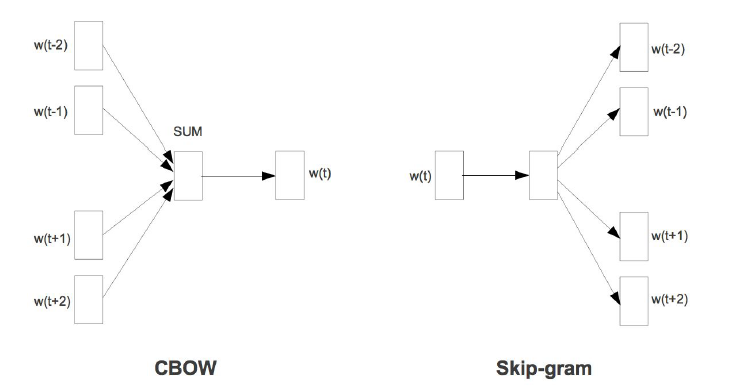 w(t-2)
w(t-1)
SUM
w(t)
w(t+1)
w(t+2)
CBOW
w(t-2)
w(t-1)
w(t)
w(t+1)
w(t+2)
Skip-gram